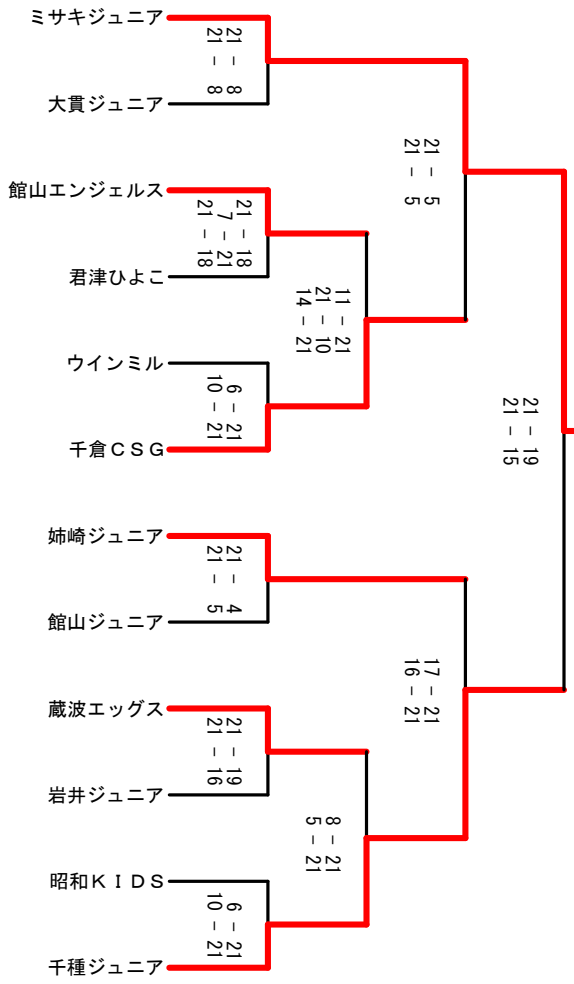 ミサキジュニア
21 - 8
21 - 8
大貫ジュニア
21 - 5
21 - 5
館山エンジェルス
21 - 18
7 - 21
21 - 18
君津ひよこ
11 - 21
21 - 10
14 - 21
ウインミル
6 - 21
10 - 21
千倉ＣＳＧ
21 - 19
21 - 15
姉崎ジュニア
21 - 4
21 - 5
館山ジュニア
17 - 21
16 - 21
蔵波エッグス
21 - 19
21 - 16
岩井ジュニア
8 - 21
5 - 21
昭和ＫＩＤＳ
6 - 21
10 - 21
千種ジュニア